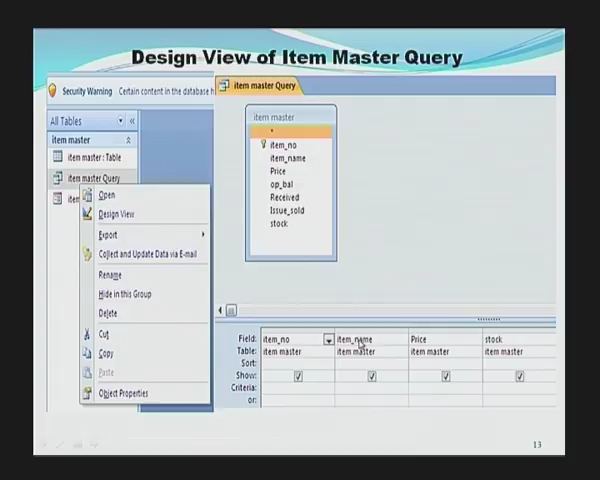 Design View of Item Master Query
Security Warning Certain content in the database h
item master Query
All Tables
item master
item master : Table
item master Query
item
Open
Design View
Export
Collect and Update Data via E-mail
Rename
Hide in this Group
Delete
Cut
Copy
Paste
Object Properties
item master
*
item_no
item_name
Price
op_bal
Received
Issue_sold
stock
Field: item_no item_name Price stock
Table: item master item master item master item master
Sort:
Show:
Criteria:
or:
13